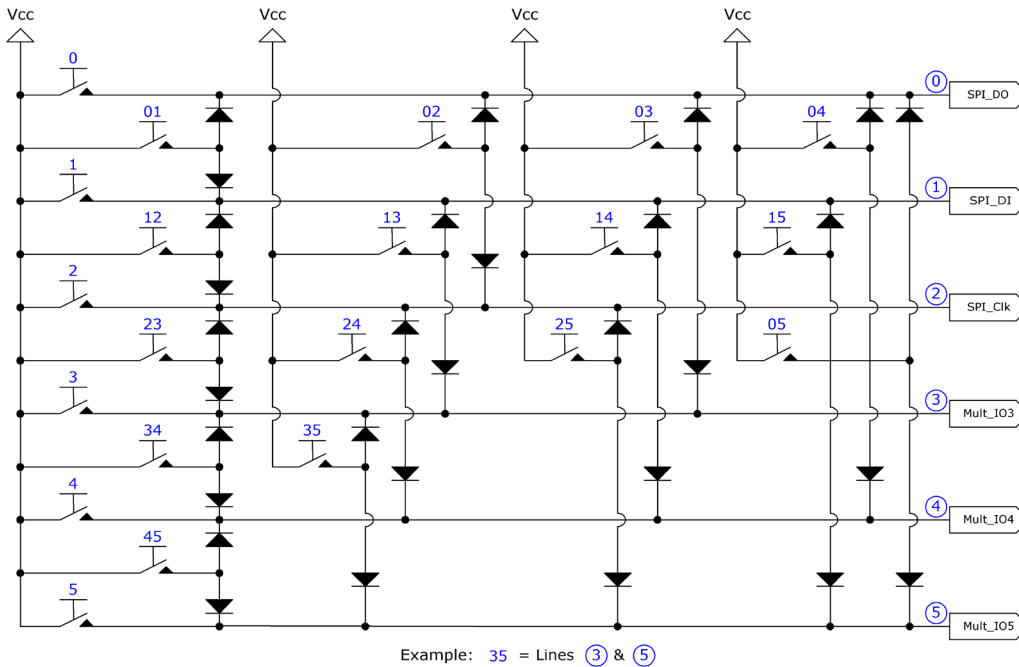 Vcc Vcc Vcc Vcc
0
0 SPI_DO
01 02 03 04
1
1 SPI_DI
12 13 14 15
2
2 SPI_Clk
23 24 25 05
3
3 Mult_IO3
34 35
4
4 Mult_IO4
45
5
5 Mult_IO5
Example: 35 = Lines 3 & 5